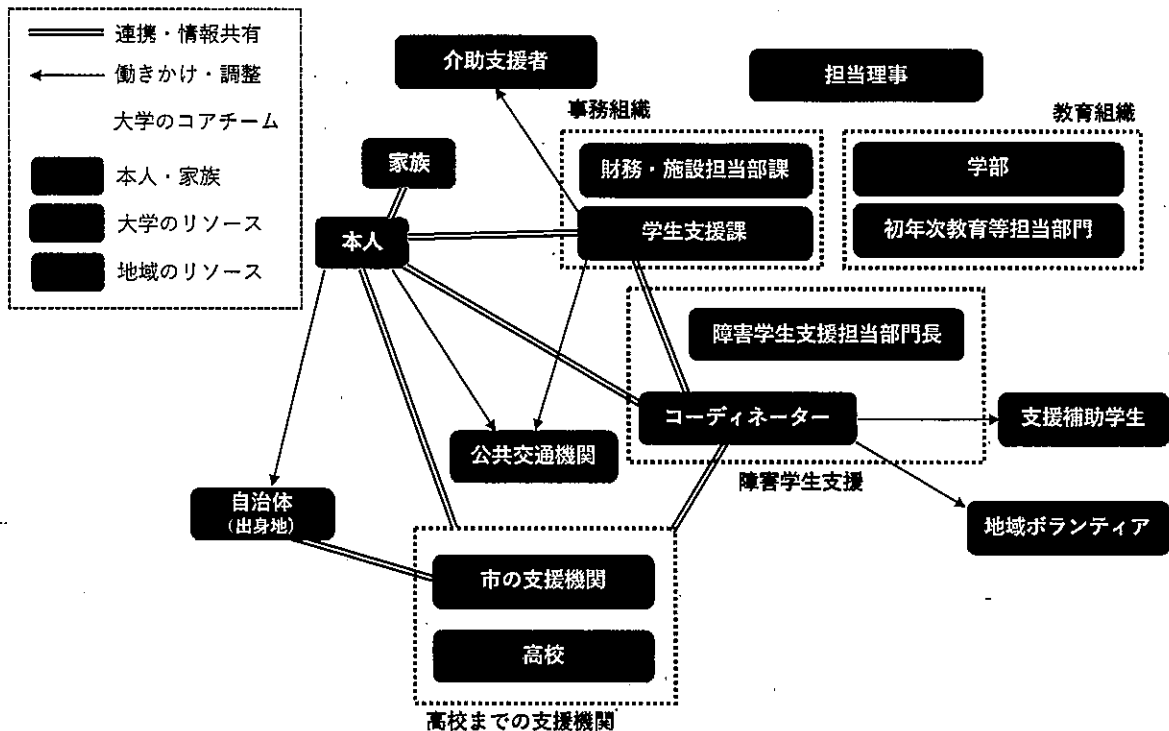 連携・情報共有
働きかけ・調整
大学のコアチーム
本人・家族
大学のリソース
地域のリソース
介助支援者
担当理事
事務組織
教育組織
家族
財務・施設担当部課
学部
本人
学生支援課
初年次教育等担当部門
障害学生支援担当部門長
コーディネーター
支援補助学生
公共交通機関
障害学生支援
自治体
(出身地)
地域ボランティア
市の支援機関
高校
高校までの支援機関